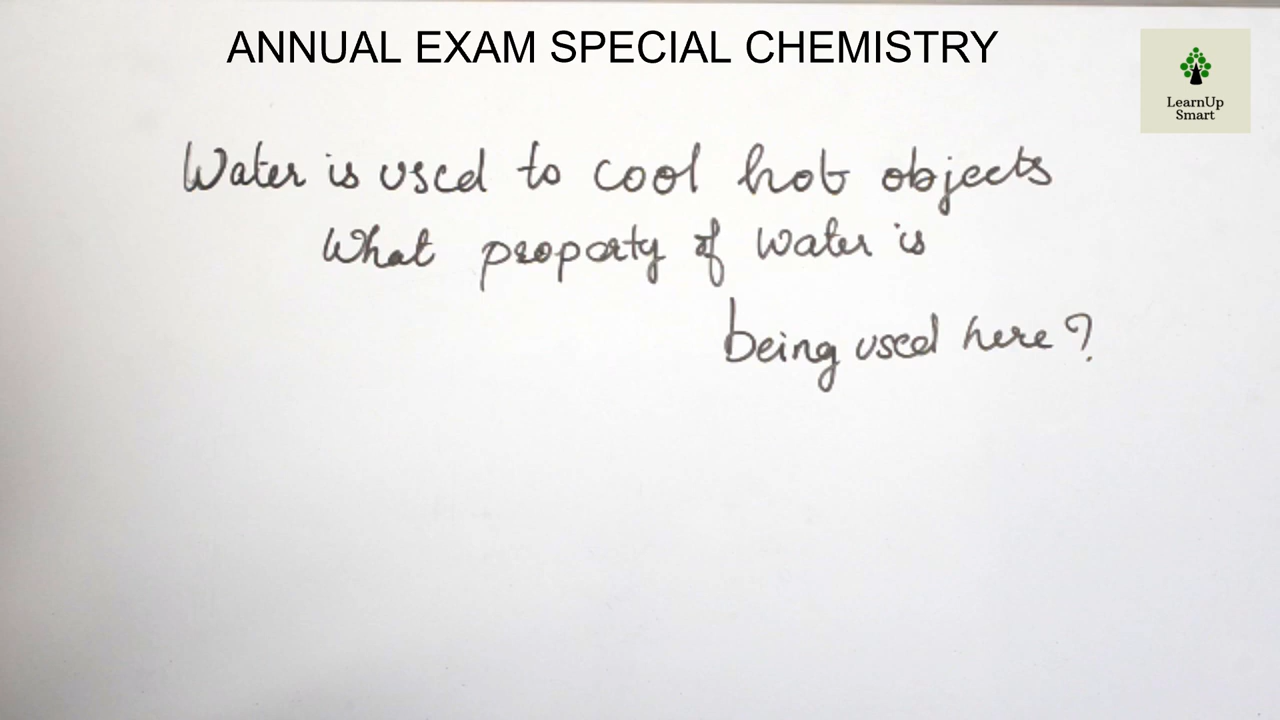 ANNUAL EXAM SPECIAL CHEMISTRY
LearnUp
Smart
Water is used to cool hot objects
What property of water is
being used here?